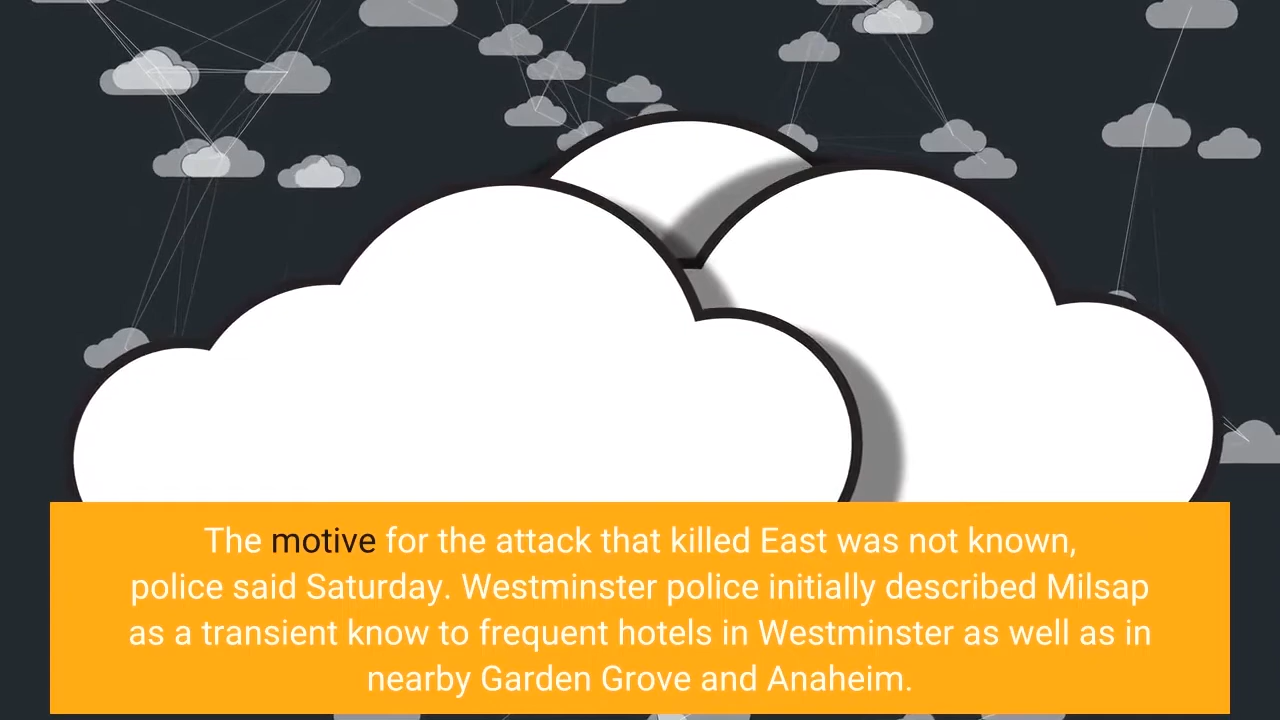 The motive for the attack that killed East was not known,
police said Saturday. Westminster police initially described Milsap
as a transient know to frequent hotels in Westminster as well as in
nearby Garden Grove and Anaheim.